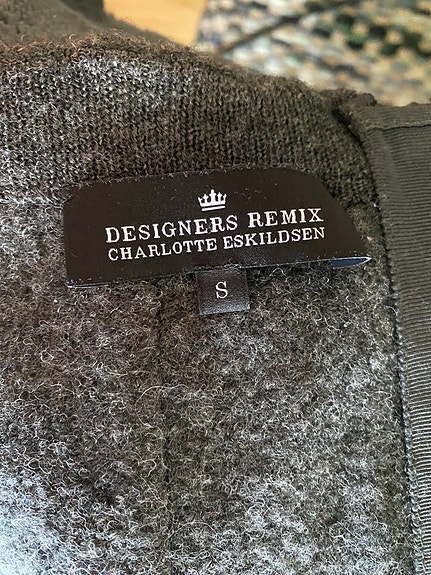 DESIGNERS REMIX
CHARLOTTE ESKILDSEN
S